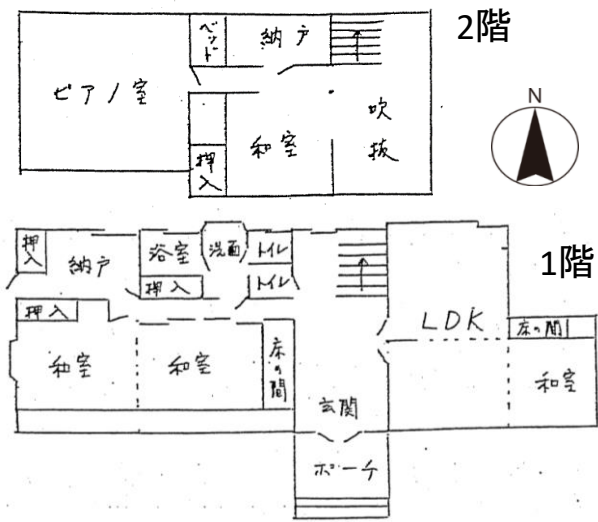 2階
N
ベッド
納戸
ピアノ室
吹抜
和室
押入
1階
押入
納戸
浴室
洗面
トイレ
トイレ
押入
押入
LDK
床の間
和室
和室
床の間
和室
玄関
ポーチ